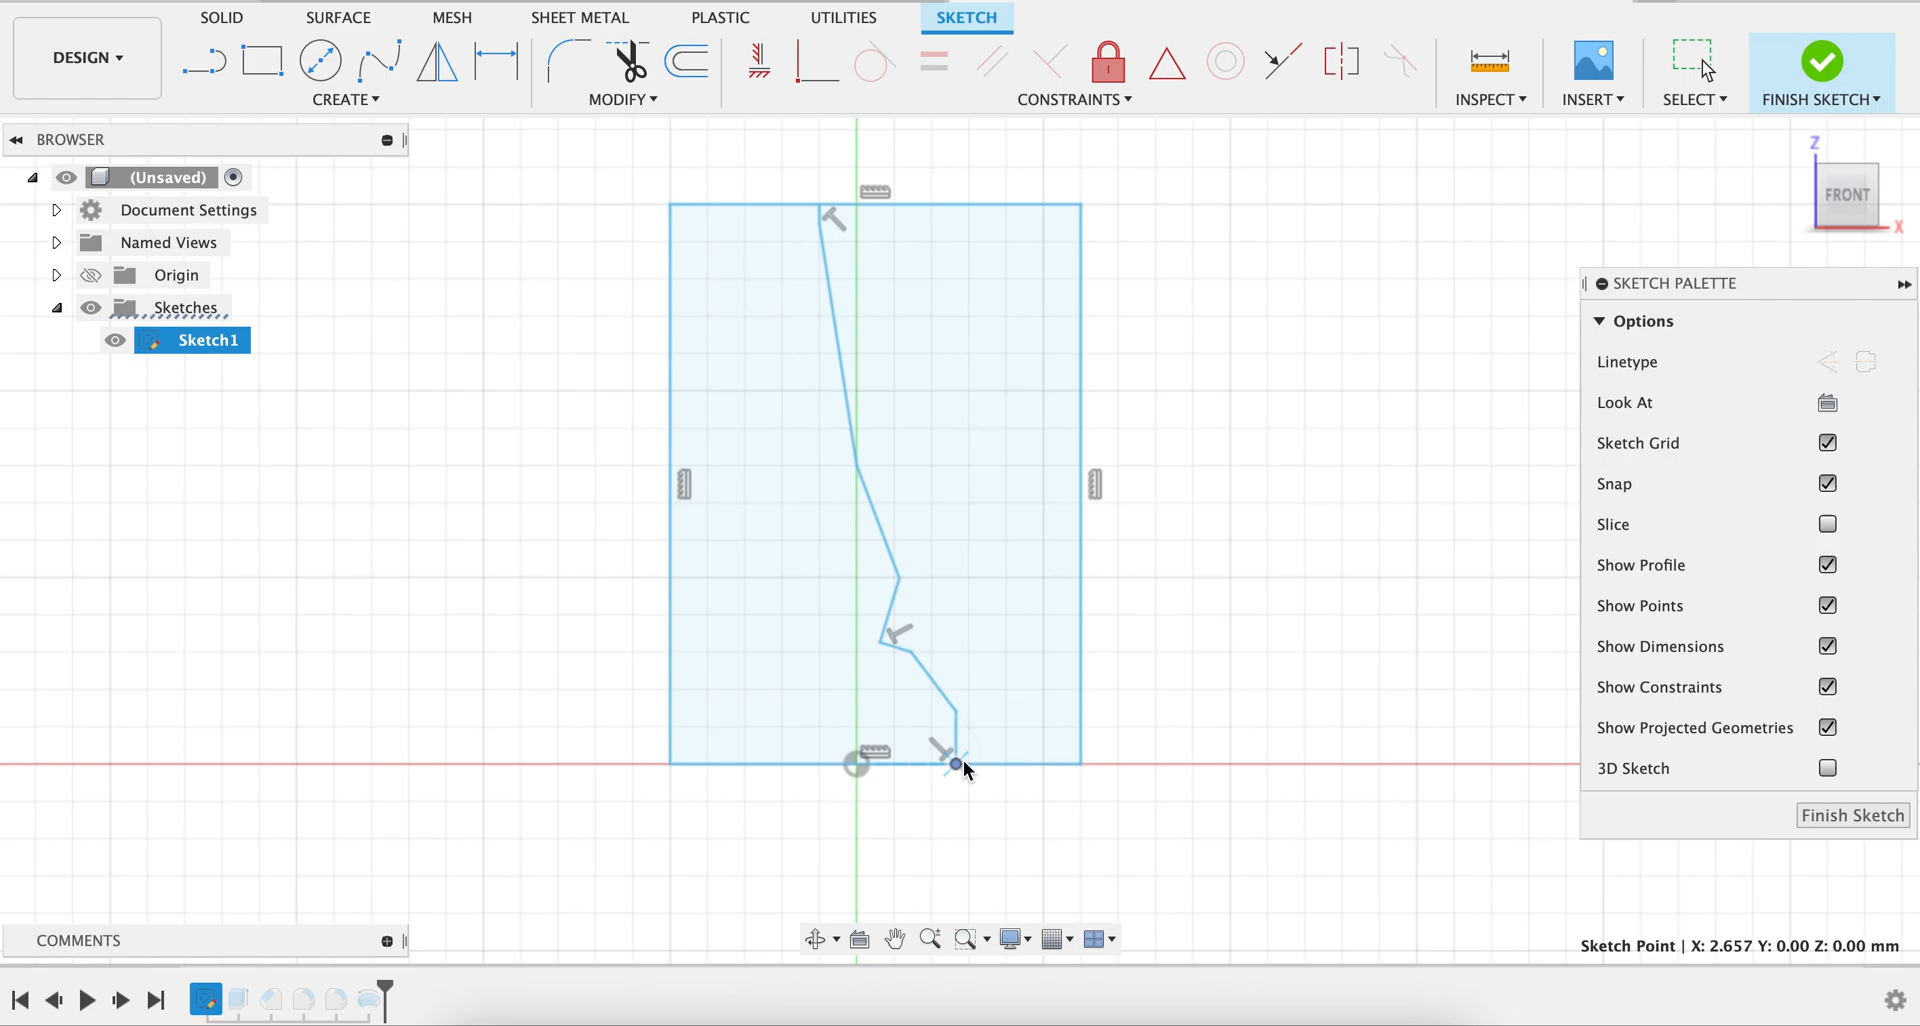 SOLID SURFACE MESH SHEET METAL PLASTIC UTILITIES SKETCH
DESIGN
CREATE MODIFY CONSTRAINTS INSPECT INSERT SELECT FINISH SKETCH
BROWSER
(Unsaved)
Document Settings
Named Views
Origin
Sketches
Sketch1
Z
FRONT
X
SKETCH PALETTE
Options
Linetype
Look At
Sketch Grid
Snap
Slice
Show Profile
Show Points
Show Dimensions
Show Constraints
Show Projected Geometries
3D Sketch
Finish Sketch
COMMENTS
Sketch Point | X: 2.657 Y: 0.00 Z: 0.00 mm